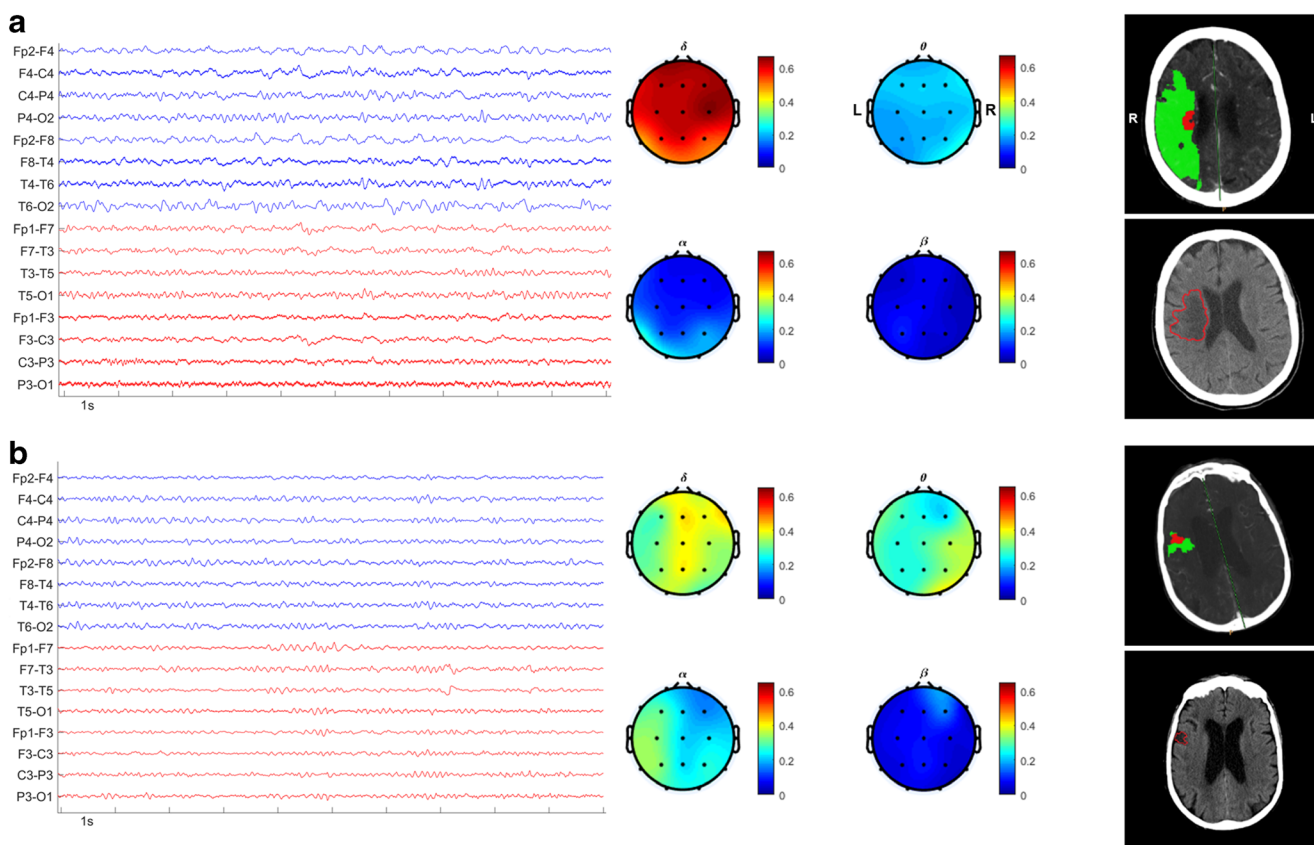 a
Fp2-F4
F4-C4
C4-P4
P4-O2
Fp2-F8
F8-T4
T4-T6
T6-O2
Fp1-F7
F7-T3
T3-T5
T5-O1
Fp1-F3
F3-C3
C3-P3
P3-O1
1s
δ
0.6
0.4
0.2
0
θ
L
R
0.6
0.4
0.2
0
α
0.6
0.4
0.2
0
β
0.6
0.4
0.2
0
R
L
b
Fp2-F4
F4-C4
C4-P4
P4-O2
Fp2-F8
F8-T4
T4-T6
T6-O2
Fp1-F7
F7-T3
T3-T5
T5-O1
Fp1-F3
F3-C3
C3-P3
P3-O1
1s
δ
0.6
0.4
0.2
0
θ
0.6
0.4
0.2
0
α
0.6
0.4
0.2
0
β
0.6
0.4
0.2
0